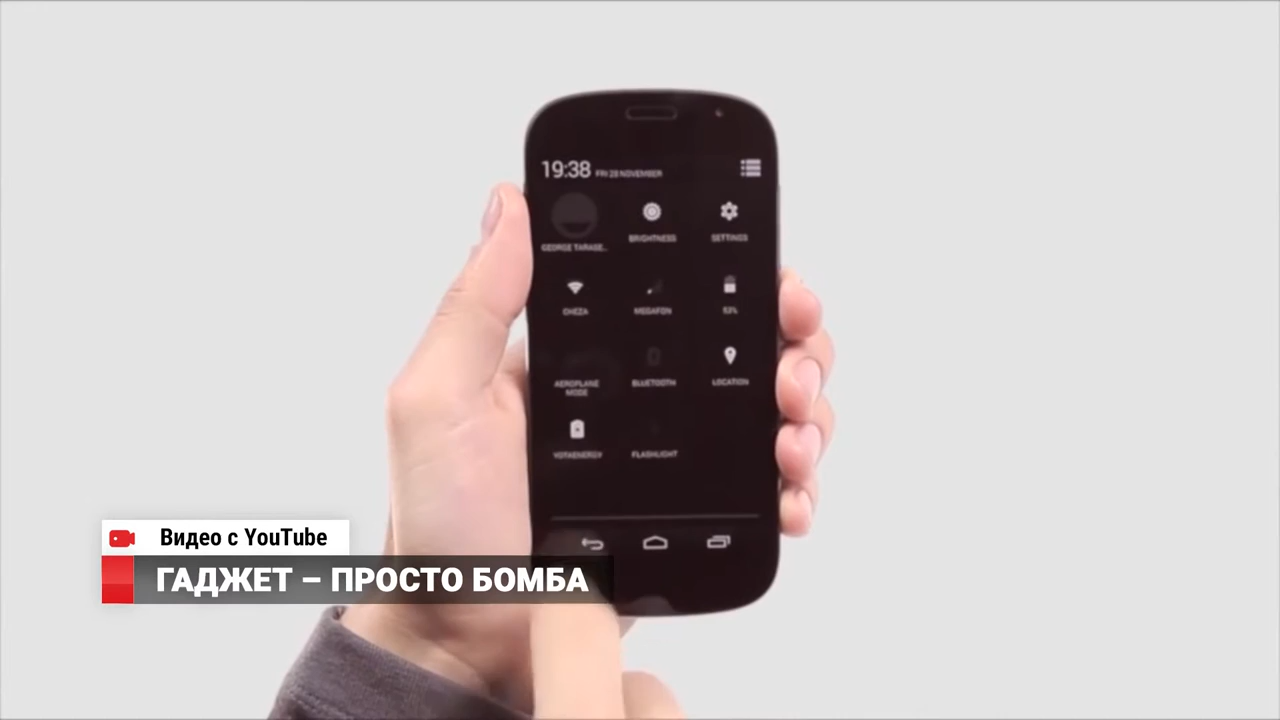 19:38 FRI 28 NOVEMBER
GEORGE TARASE.. BRIGHTNESS SETTINGS
CHEZA MEGAFON 53%
AEROPLANE MODE BLUETOOTH LOCATION
YOTAENERGY FLASHLIGHT
Видео с YouTube
ГАДЖЕТ – ПРОСТО БОМБА